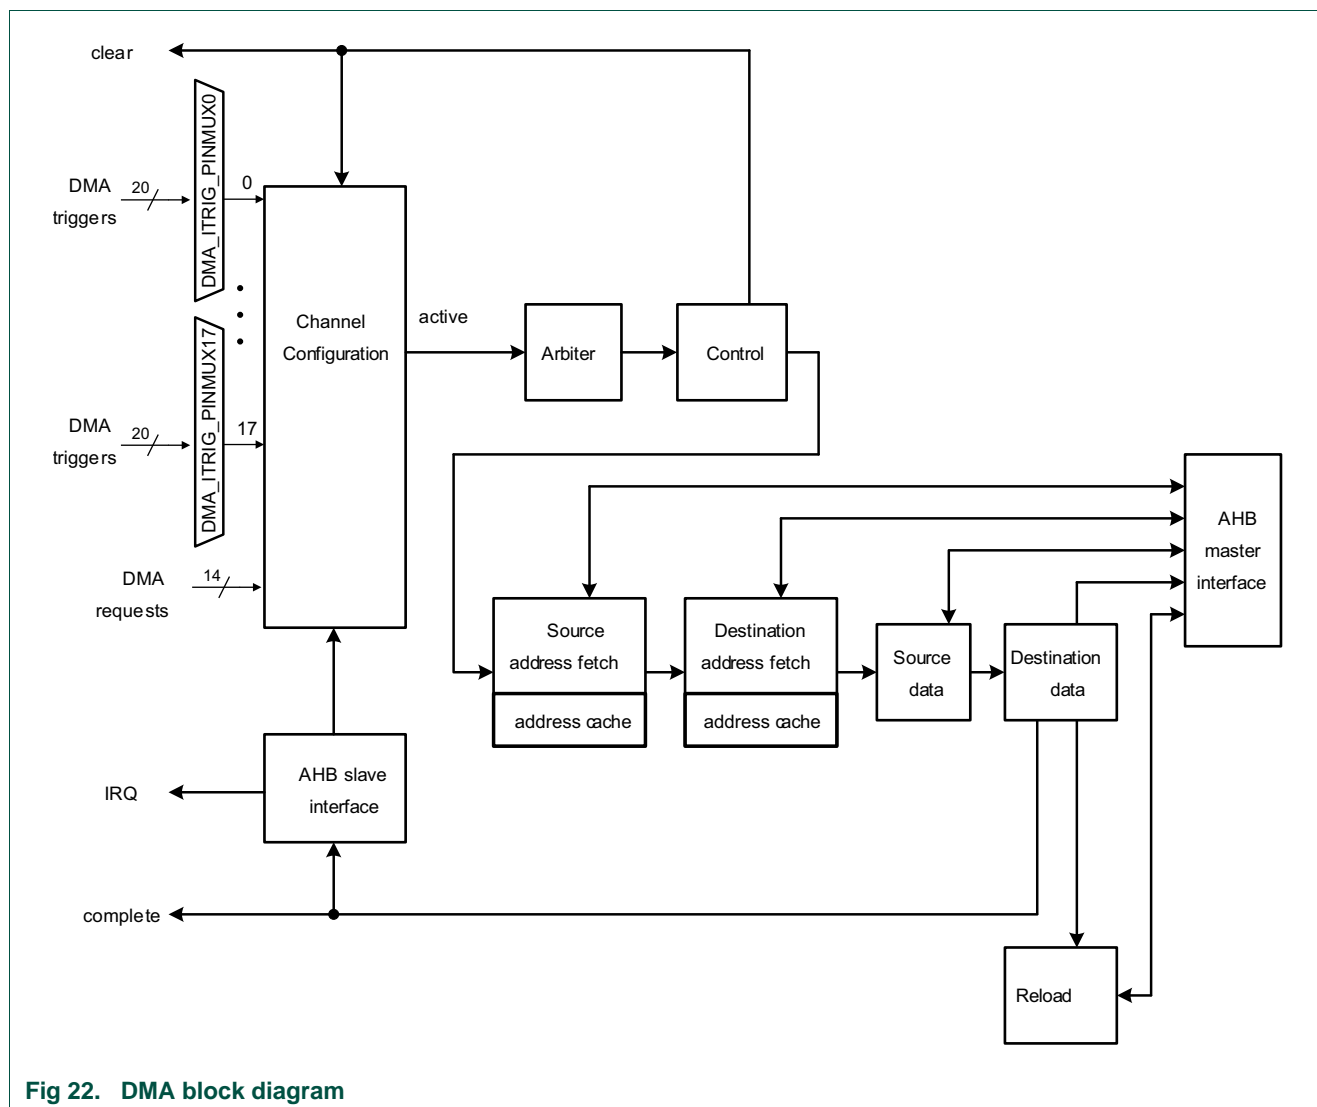 clear
DMA_ITRIG_PINMUX0
DMA
triggers
20
0
Channel
Configuration
active
Arbiter
Control
DMA_ITRIG_PINMUX17
DMA
triggers
20
17
DMA
requests
14
AHB
master
interface
Source
address fetch
address cache
Destination
address fetch
address cache
Source
data
Destination
data
AHB slave
interface
IRQ
complete
Reload
Fig 22. DMA block diagram